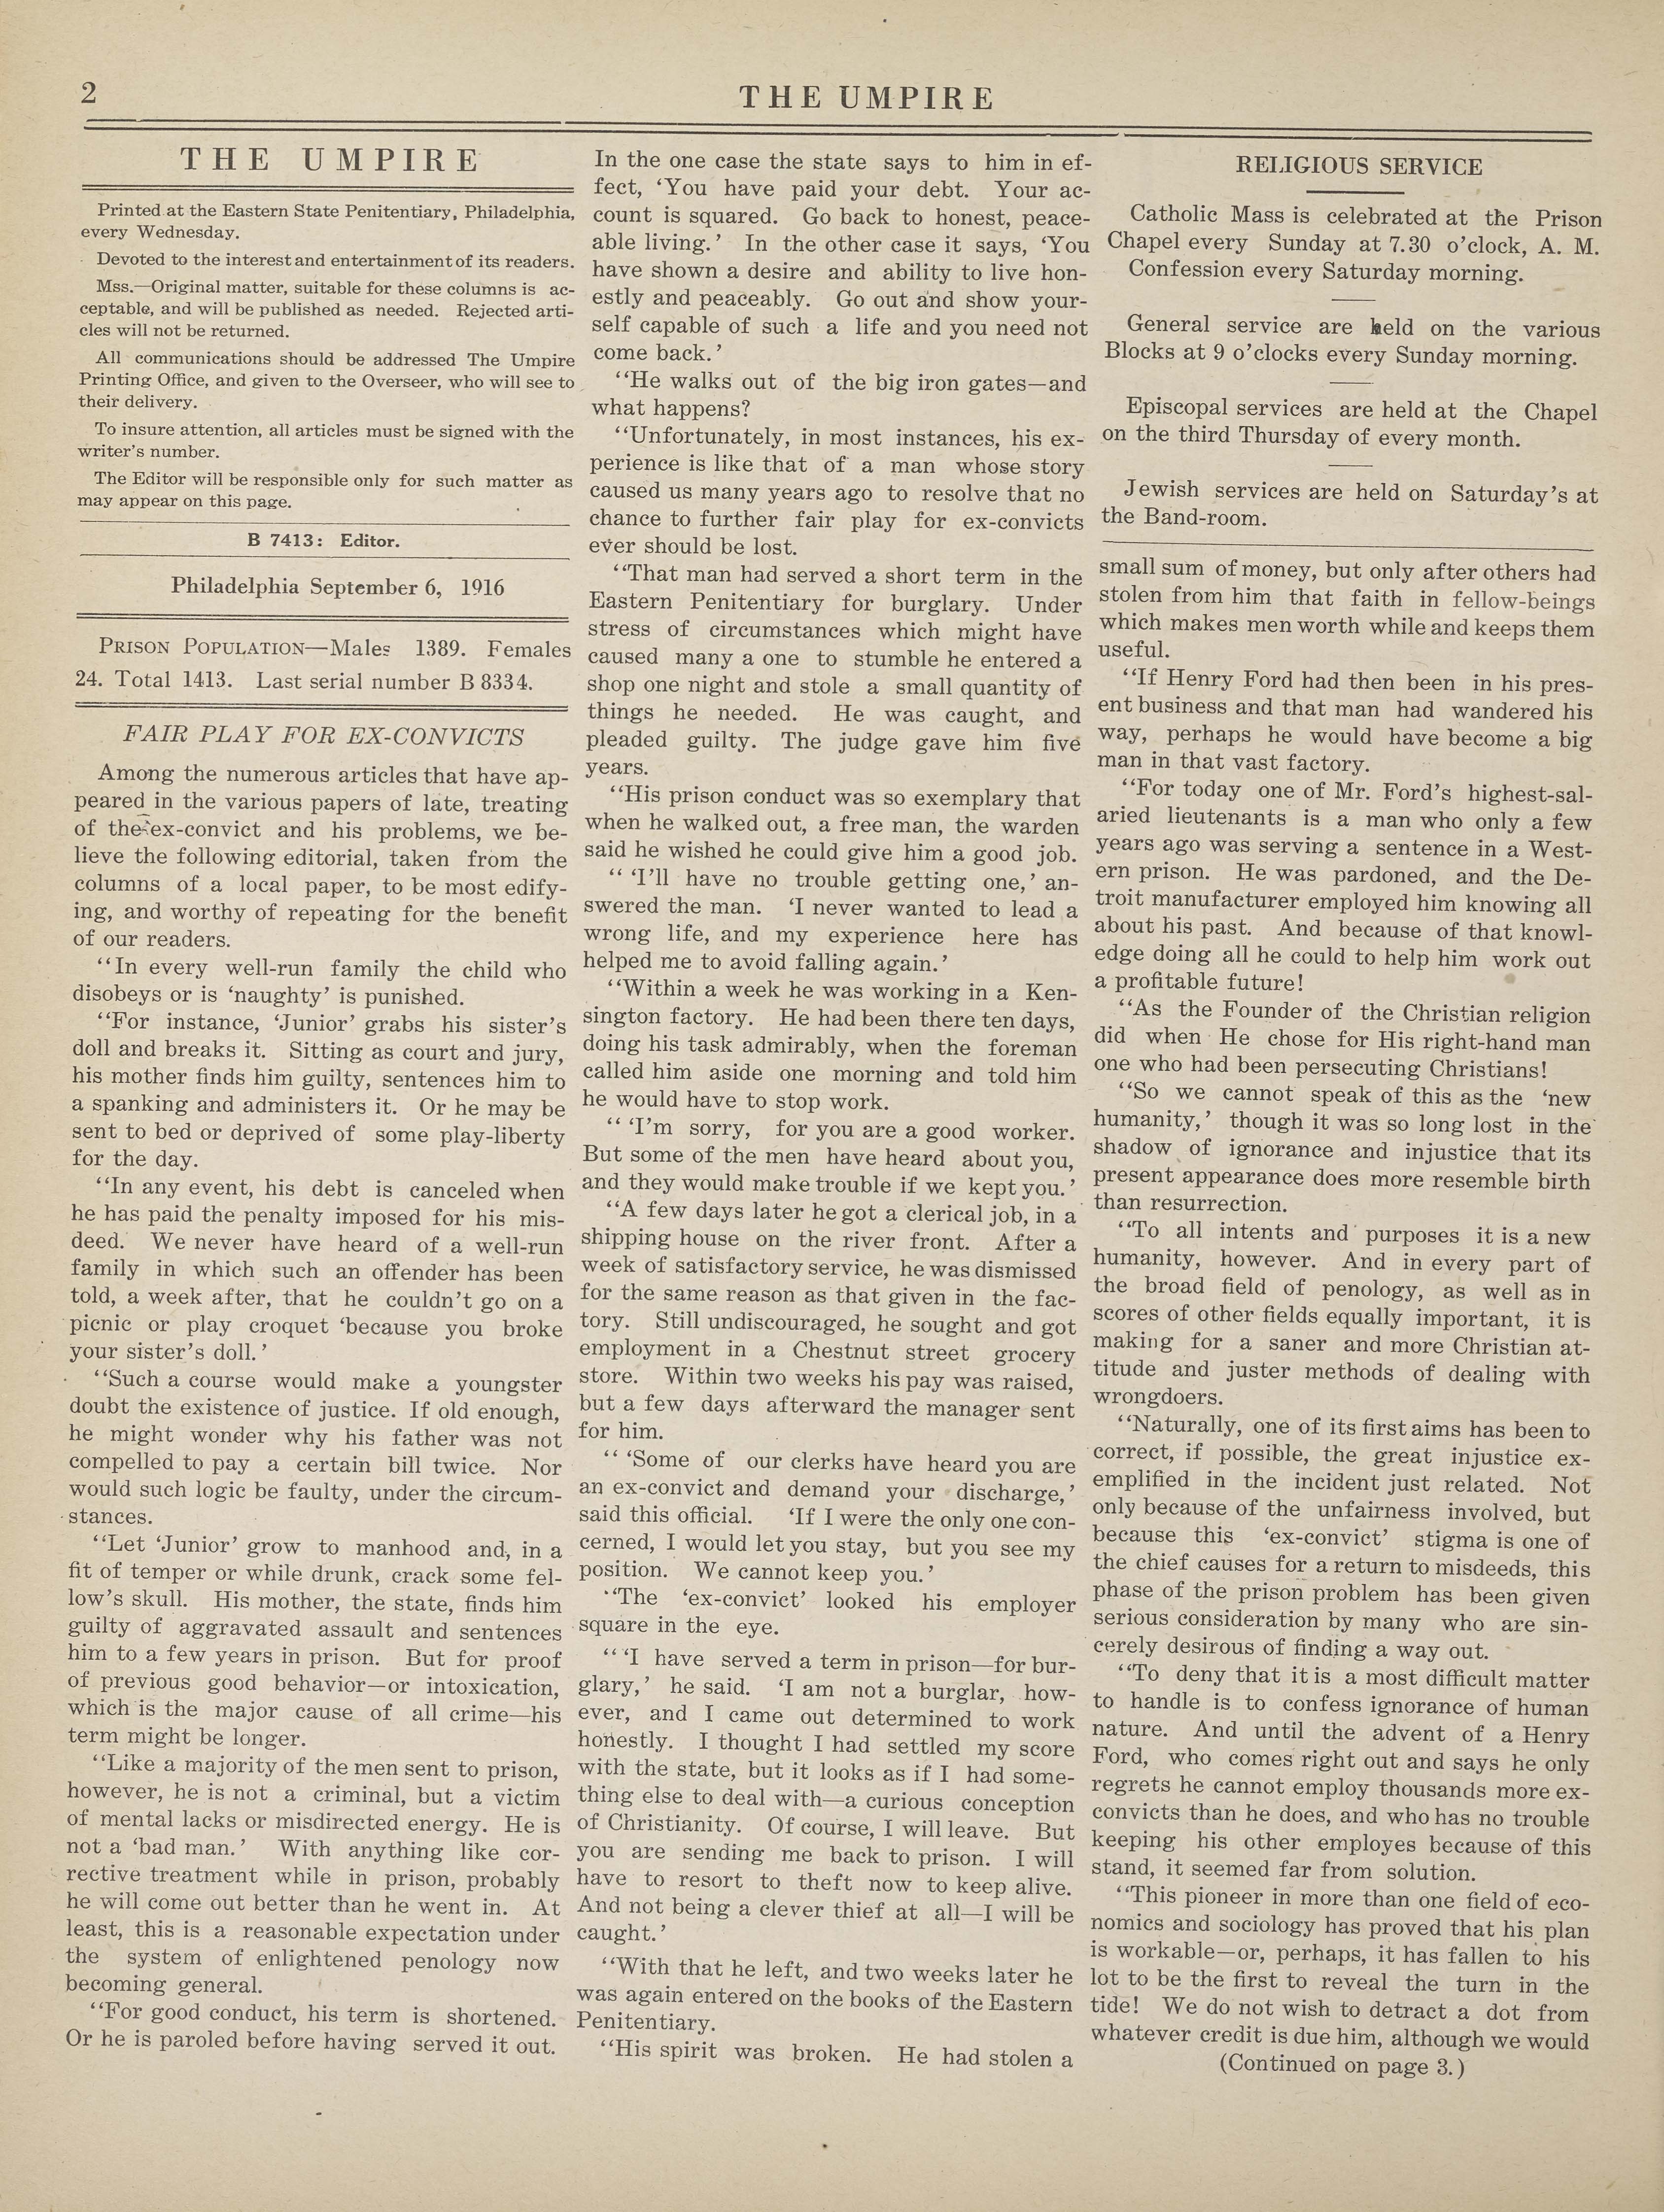 2
THE UMPIRE
THE UMPIRE
Printed at the Eastern State Penitentiary, Philadelphia,
every Wednesday.
Devoted to the interest and entertainment of its readers.
Mss.—Original matter, suitable for these columns is ac-
ceptable, and will be published as needed. Rejected arti-
cles will not be returned.
All communications should be addressed The Umpire
Printing Office, and given to the Overseer, who will see to
their delivery.
To insure attention, all articles must be signed with the
writer's number.
The Editor will be responsible only for such matter as
may appear on this page.
B 7413: Editor.
Philadelphia September 6, 1916
PRISON POPULATION—Males 1389. Females
24. Total 1413. Last serial number B 8334.
FAIR PLAY FOR EX-CONVICTS
Among the numerous articles that have ap-
peared in the various papers of late, treating
of the ex-convict and his problems, we be-
lieve the following editorial, taken from the
columns of a local paper, to be most edify-
ing, and worthy of repeating for the benefit
of our readers.
‘‘In every well-run family the child who
disobeys or is ‘naughty’ is punished.
‘‘For instance, ‘Junior’ grabs his sister’s
doll and breaks it. Sitting as court and jury,
his mother finds him guilty, sentences him to
a spanking and administers it. Or he may be
sent to bed or deprived of some play-liberty
for the day.
‘‘In any event, his debt is canceled when
he has paid the penalty imposed for his mis-
deed. We never have heard of a well-run
family in which such an offender has been
told, a week after, that he couldn’t go on a
picnic or play croquet ‘because you broke
your sister’s doll.’
‘‘Such a course would make a youngster
doubt the existence of justice. If old enough,
he might wonder why his father was not
compelled to pay a certain bill twice. Nor
would such logic be faulty, under the circum-
stances.
‘‘Let ‘Junior’ grow to manhood and, in a
fit of temper or while drunk, crack some fel-
low’s skull. His mother, the state, finds him
guilty of aggravated assault and sentences
him to a few years in prison. But for proof
of previous good behavior—or intoxication,
which is the major cause of all crime—his
term might be longer.
‘‘Like a majority of the men sent to prison,
however, he is not a criminal, but a victim
of mental lacks or misdirected energy. He is
not a ‘bad man.’ With anything like cor-
rective treatment while in prison, probably
he will come out better than he went in. At
least, this is a reasonable expectation under
the system of enlightened penology now
becoming general.
‘‘For good conduct, his term is shortened.
Or he is paroled before having served it out.
In the one case the state says to him in ef-
fect, ‘You have paid your debt. Your ac-
count is squared. Go back to honest, peace-
able living.’ In the other case it says, ‘You
have shown a desire and ability to live hon-
estly and peaceably. Go out and show your-
self capable of such a life and you need not
come back.’
‘‘He walks out of the big iron gates—and
what happens?
‘‘Unfortunately, in most instances, his ex-
perience is like that of a man whose story
caused us many years ago to resolve that no
chance to further fair play for ex-convicts
ever should be lost.
‘‘That man had served a short term in the
Eastern Penitentiary for burglary. Under
stress of circumstances which might have
caused many a one to stumble he entered a
shop one night and stole a small quantity of
things he needed. He was caught, and
pleaded guilty. The judge gave him five
years.
‘‘His prison conduct was so exemplary that
when he walked out, a free man, the warden
said he wished he could give him a good job.
‘‘ ‘I’ll have no trouble getting one,’ an-
swered the man. ‘I never wanted to lead a
wrong life, and my experience here has
helped me to avoid falling again.’
‘‘Within a week he was working in a Ken-
sington factory. He had been there ten days,
doing his task admirably, when the foreman
called him aside one morning and told him
he would have to stop work.
‘‘ ‘I’m sorry, for you are a good worker.
But some of the men have heard about you,
and they would make trouble if we kept you.’
‘‘A few days later he got a clerical job, in a
shipping house on the river front. After a
week of satisfactory service, he was dismissed
for the same reason as that given in the fac-
tory. Still undiscouraged, he sought and got
employment in a Chestnut street grocery
store. Within two weeks his pay was raised,
but a few days afterward the manager sent
for him.
‘‘ ‘Some of our clerks have heard you are
an ex-convict and demand your discharge,’
said this official. ‘If I were the only one con-
cerned, I would let you stay, but you see my
position. We cannot keep you.’
‘‘The ‘ex-convict’ looked his employer
square in the eye.
‘‘ ‘I have served a term in prison—for bur-
glary,’ he said. ‘I am not a burglar, how-
ever, and I came out determined to work
honestly. I thought I had settled my score
with the state, but it looks as if I had some-
thing else to deal with—a curious conception
of Christianity. Of course, I will leave. But
you are sending me back to prison. I will
have to resort to theft now to keep alive.
And not being a clever thief at all—I will be
caught.’
‘‘With that he left, and two weeks later he
was again entered on the books of the Eastern
Penitentiary.
‘‘His spirit was broken. He had stolen a
RELIGIOUS SERVICE
Catholic Mass is celebrated at the Prison
Chapel every Sunday at 7.30 o’clock, A. M.
Confession every Saturday morning.
General service are held on the various
Blocks at 9 o’clocks every Sunday morning.
Episcopal services are held at the Chapel
on the third Thursday of every month.
Jewish services are held on Saturday’s at
the Band-room.
small sum of money, but only after others had
stolen from him that faith in fellow-beings
which makes men worth while and keeps them
useful.
‘‘If Henry Ford had then been in his pres-
ent business and that man had wandered his
way, perhaps he would have become a big
man in that vast factory.
‘‘For today one of Mr. Ford’s highest-sal-
aried lieutenants is a man who only a few
years ago was serving a sentence in a West-
ern prison. He was pardoned, and the De-
troit manufacturer employed him knowing all
about his past. And because of that knowl-
edge doing all he could to help him work out
a profitable future!
‘‘As the Founder of the Christian religion
did when He chose for His right-hand man
one who had been persecuting Christians!
‘‘So we cannot speak of this as the ‘new
humanity,’ though it was so long lost in the
shadow of ignorance and injustice that its
present appearance does more resemble birth
than resurrection.
‘‘To all intents and purposes it is a new
humanity, however. And in every part of
the broad field of penology, as well as in
scores of other fields equally important, it is
making for a saner and more Christian at-
titude and juster methods of dealing with
wrongdoers.
‘‘Naturally, one of its first aims has been to
correct, if possible, the great injustice ex-
emplified in the incident just related. Not
only because of the unfairness involved, but
because this ‘ex-convict’ stigma is one of
the chief causes for a return to misdeeds, this
phase of the prison problem has been given
serious consideration by many who are sin-
cerely desirous of finding a way out.
‘‘To deny that it is a most difficult matter
to handle is to confess ignorance of human
nature. And until the advent of a Henry
Ford, who comes right out and says he only
regrets he cannot employ thousands more ex-
convicts than he does, and who has no trouble
keeping his other employes because of this
stand, it seemed far from solution.
‘‘This pioneer in more than one field of eco-
nomics and sociology has proved that his plan
is workable—or, perhaps, it has fallen to his
lot to be the first to reveal the turn in the
tide! We do not wish to detract a dot from
whatever credit is due him, although we would
(Continued on page 3.)